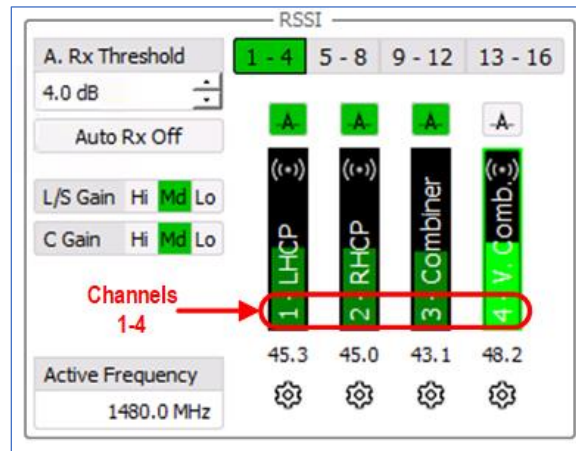 RSSI
A. Rx Threshold
1 - 4 5 - 8 9 - 12 13 - 16
4.0 dB
Auto Rx Off
L/S Gain Hi Md Lo
C Gain Hi Md Lo
1 - LHCP
2 - RHCP
3 - Combiner
4 - V. Comb.
Channels
1-4
45.3 45.0 43.1 48.2
Active Frequency
1480.0 MHz